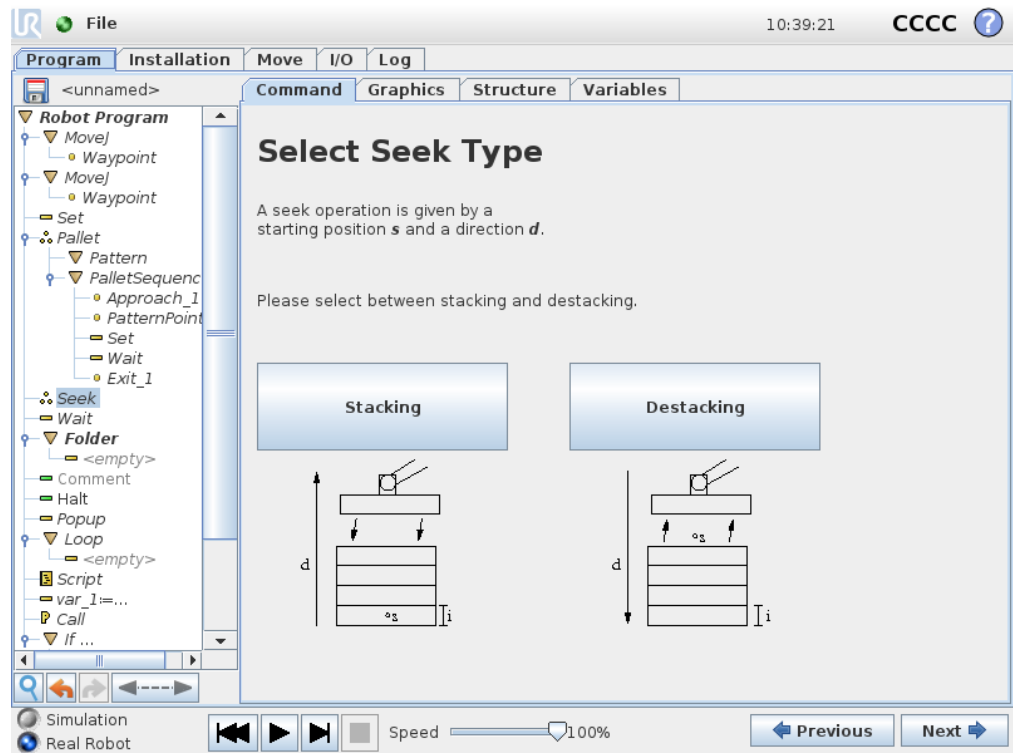 UR File 10:39:21 CCCC ?
Program Installation Move I/O Log
<unnamed>
Command Graphics Structure Variables
Robot Program
MoveJ
Waypoint
MoveJ
Waypoint
Set
Pallet
Pattern
PalletSequenc
Approach_1
PatternPoint
Set
Wait
Exit_1
Seek
Wait
Folder
<empty>
Comment
Halt
Popup
Loop
<empty>
Script
var_1:=...
P Call
If ...
Select Seek Type
A seek operation is given by a
starting position s and a direction d.
Please select between stacking and destacking.
Stacking Destacking
d s i
d s i
Simulation
Real Robot
Speed 100%
Previous Next